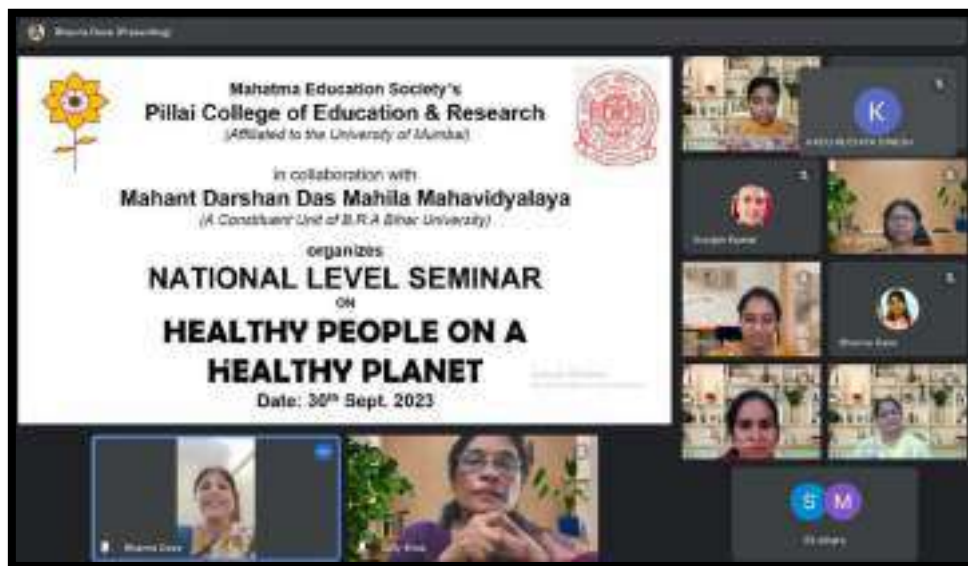 (Presenting)
Mahatma Education Society's
Pillai College of Education & Research
(Affiliated to the University of Mumbai)
in collaboration with
Mahant Darshan Das Mahila Mahavidyalaya
(A Constituent Unit of B.R.A Bihar University)
organizes
NATIONAL LEVEL SEMINAR
ON
HEALTHY PEOPLE ON A
HEALTHY PLANET
Date: 30th Sept. 2023
K
Kumar
S M